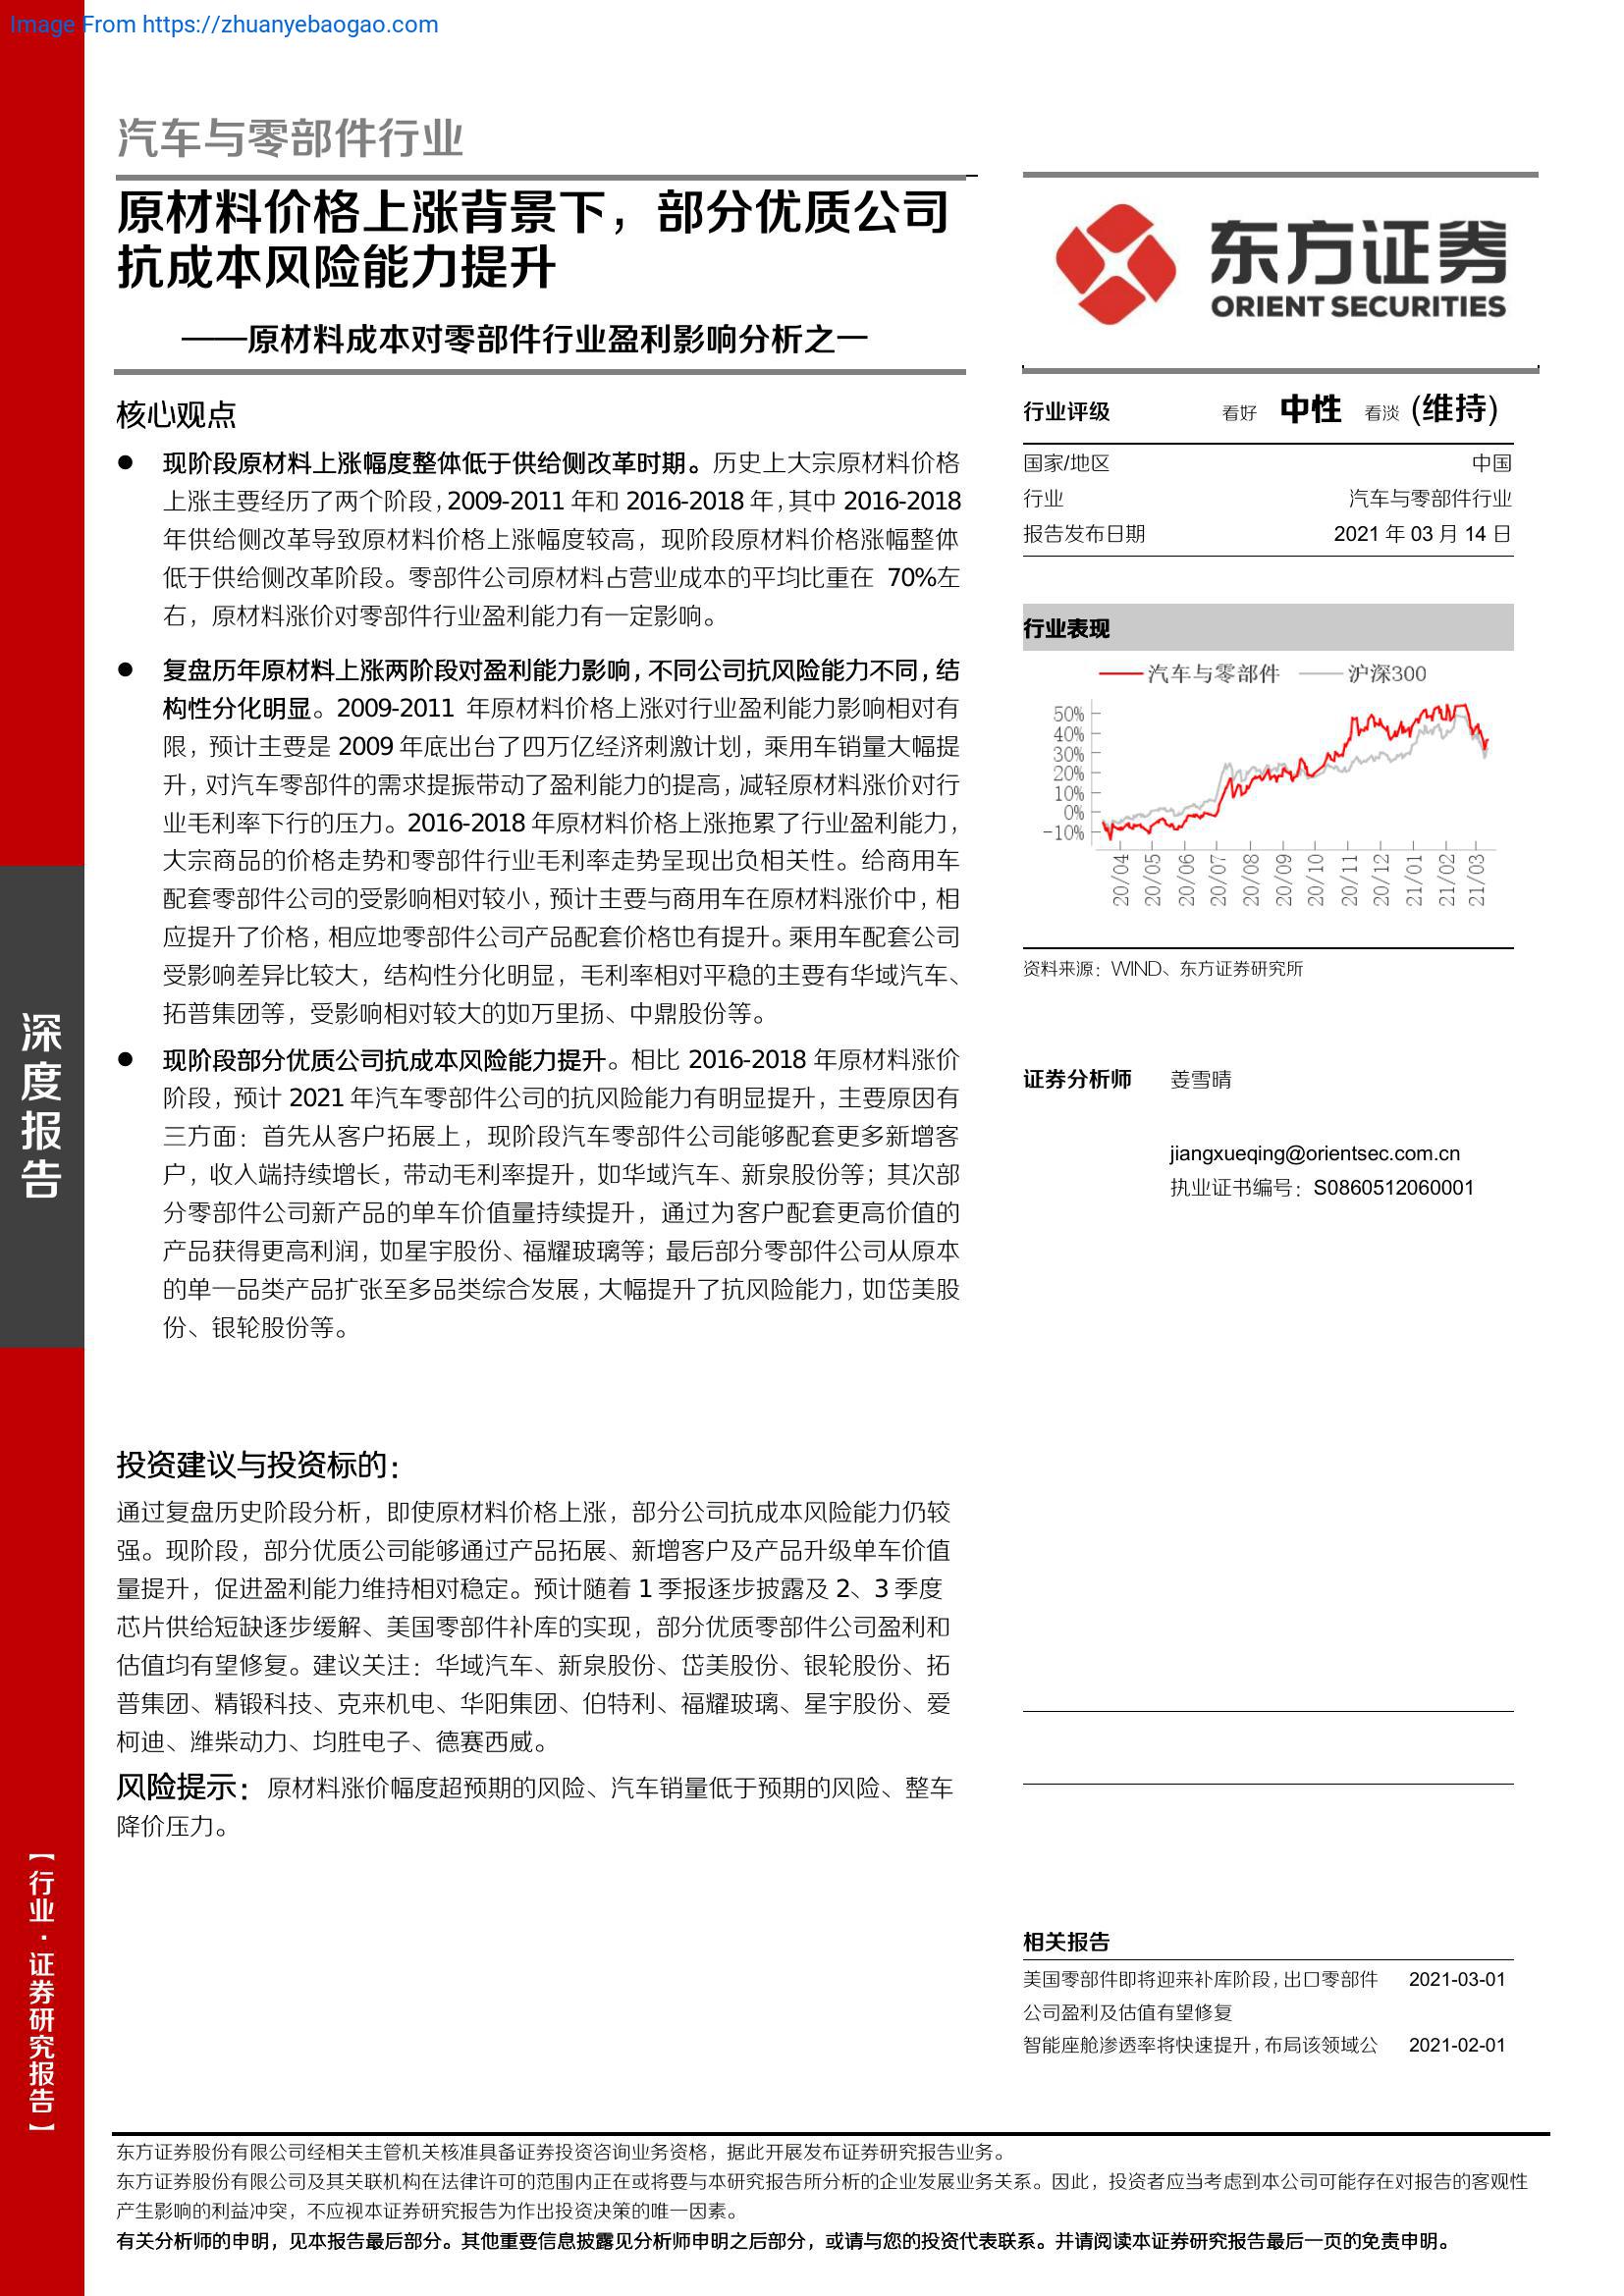 Image From https://zhuanyebaogao.com
汽车与零部件行业
原材料价格上涨背景下，部分优质公司
抗成本风险能力提升
——原材料成本对零部件行业盈利影响分析之一
核心观点
● 现阶段原材料上涨幅度整体低于供给侧改革时期。历史上大宗原材料价格
上涨主要经历了两个阶段，2009-2011 年和 2016-2018 年，其中 2016-2018
年供给侧改革导致原材料价格上涨幅度较高，现阶段原材料价格涨幅整体
低于供给侧改革阶段。零部件公司原材料占营业成本的平均比重在 70%左
右，原材料涨价对零部件行业盈利能力有一定影响。
● 复盘历年原材料上涨两阶段对盈利能力影响，不同公司抗风险能力不同，结
构性分化明显。2009-2011 年原材料价格上涨对行业盈利能力影响相对有
限，预计主要是 2009 年底出台了四万亿经济刺激计划，乘用车销量大幅提
升，对汽车零部件的需求提振带动了盈利能力的提高，减轻原材料涨价对行
业毛利率下行的压力。2016-2018 年原材料价格上涨拖累了行业盈利能力，
大宗商品的价格走势和零部件行业毛利率走势呈现出负相关性。给商用车
配套零部件公司的受影响相对较小，预计主要与商用车在原材料涨价中，相
应提升了价格，相应地零部件公司产品配套价格也有提升。乘用车配套公司
受影响差异比较大，结构性分化明显，毛利率相对平稳的主要有华域汽车、
拓普集团等，受影响相对较大的如万里扬、中鼎股份等。
● 现阶段部分优质公司抗成本风险能力提升。相比 2016-2018 年原材料涨价
阶段，预计 2021 年汽车零部件公司的抗风险能力有明显提升，主要原因有
三方面：首先从客户拓展上，现阶段汽车零部件公司能够配套更多新增客
户，收入端持续增长，带动毛利率提升，如华域汽车、新泉股份等；其次部
分零部件公司新产品的单车价值量持续提升，通过为客户配套更高价值的
产品获得更高利润，如星宇股份、福耀玻璃等；最后部分零部件公司从原本
的单一品类产品扩张至多品类综合发展，大幅提升了抗风险能力，如岱美股
份、银轮股份等。
投资建议与投资标的：
通过复盘历史阶段分析，即使原材料价格上涨，部分公司抗成本风险能力仍较
强。现阶段，部分优质公司能够通过产品拓展、新增客户及产品升级单车价值
量提升，促进盈利能力维持相对稳定。预计随着 1 季报逐步披露及 2、3 季度
芯片供给短缺逐步缓解、美国零部件补库的实现，部分优质零部件公司盈利和
估值均有望修复。建议关注：华域汽车、新泉股份、岱美股份、银轮股份、拓
普集团、精锻科技、克来机电、华阳集团、伯特利、福耀玻璃、星宇股份、爱
柯迪、潍柴动力、均胜电子、德赛西威。
风险提示：原材料涨价幅度超预期的风险、汽车销量低于预期的风险、整车
降价压力。
东方证券
ORIENT SECURITIES
行业评级 看好 中性 看淡 (维持)
国家/地区 中国
行业 汽车与零部件行业
报告发布日期 2021 年 03 月 14 日
行业表现
汽车与零部件 沪深300
50%
40%
30%
20%
10%
0%
-10%
20/04 20/05 20/06 20/07 20/08 20/09 20/10 20/11 20/12 21/01 21/02 21/03
资料来源：WIND、东方证券研究所
证券分析师 姜雪晴
jiangxueqing@orientsec.com.cn
执业证书编号：S0860512060001
相关报告
美国零部件即将迎来补库阶段，出口零部件 2021-03-01
公司盈利及估值有望修复
智能座舱渗透率将快速提升，布局该领域公 2021-02-01
深度报告
【行业·证券研究报告】
东方证券股份有限公司经相关主管机关核准具备证券投资咨询业务资格，据此开展发布证券研究报告业务。
东方证券股份有限公司及其关联机构在法律许可的范围内正在或将要与本研究报告所分析的企业发展业务关系。因此，投资者应当考虑到本公司可能存在对报告的客观性
产生影响的利益冲突，不应视本证券研究报告为作出投资决策的唯一因素。
有关分析师的申明，见本报告最后部分。其他重要信息披露见分析师申明之后部分，或请与您的投资代表联系。并请阅读本证券研究报告最后一页的免责申明。